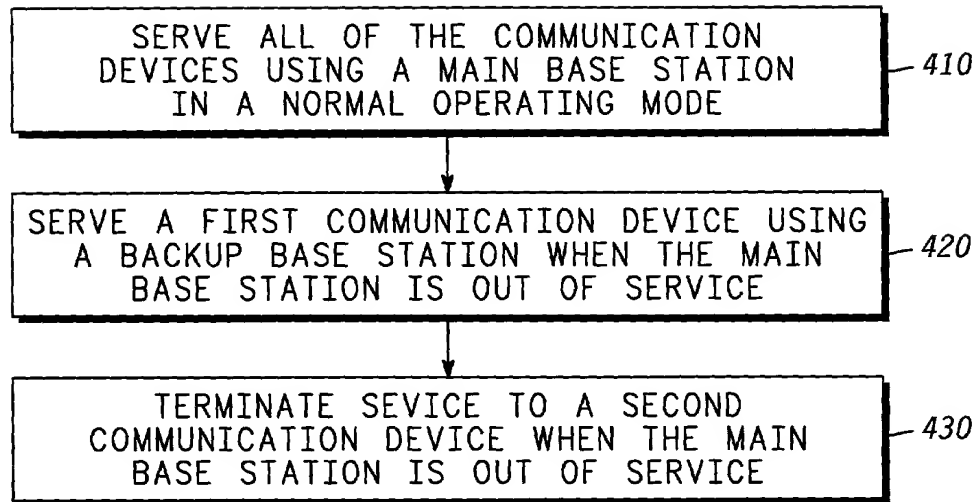 SERVE ALL OF THE COMMUNICATION
DEVICES USING A MAIN BASE STATION
IN A NORMAL OPERATING MODE
410
SERVE A FIRST COMMUNICATION DEVICE USING
A BACKUP BASE STATION WHEN THE MAIN
BASE STATION IS OUT OF SERVICE
420
TERMINATE SEVICE TO A SECOND
COMMUNICATION DEVICE WHEN THE MAIN
BASE STATION IS OUT OF SERVICE
430